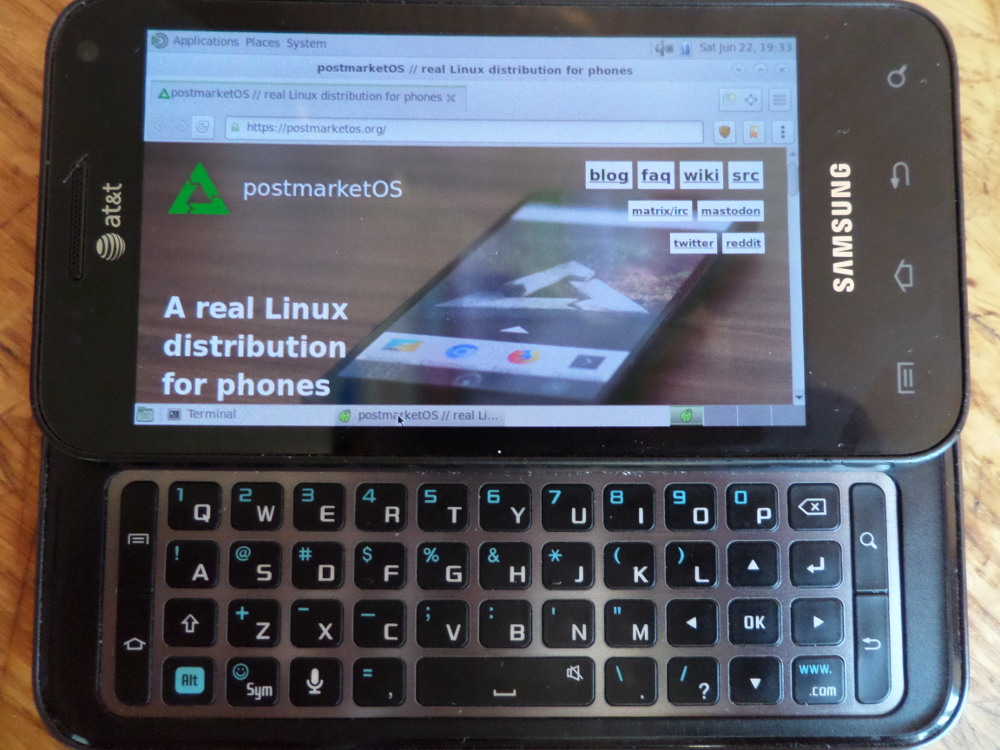 Applications Places System
Sat Jun 22, 19:33
postmarketOS // real Linux distribution for phones
postmarketOS // real Linux distribution for phones
https://postmarketos.org/
postmarketOS
blog faq wiki src
matrix/irc mastodon
twitter reddit
A real Linux
distribution
for phones
Terminal
postmarketOS // real Li...
at&t
SAMSUNG
1 Q 2 W 3 E 4 R 5 T 6 Y 7 U 8 I 9 O 0 P
! A @ S # D $ F % G & H * J ( K ) L
+ Z - X — C ; V : B ' N " M OK
Alt Sym = , \ . / ? www. .com